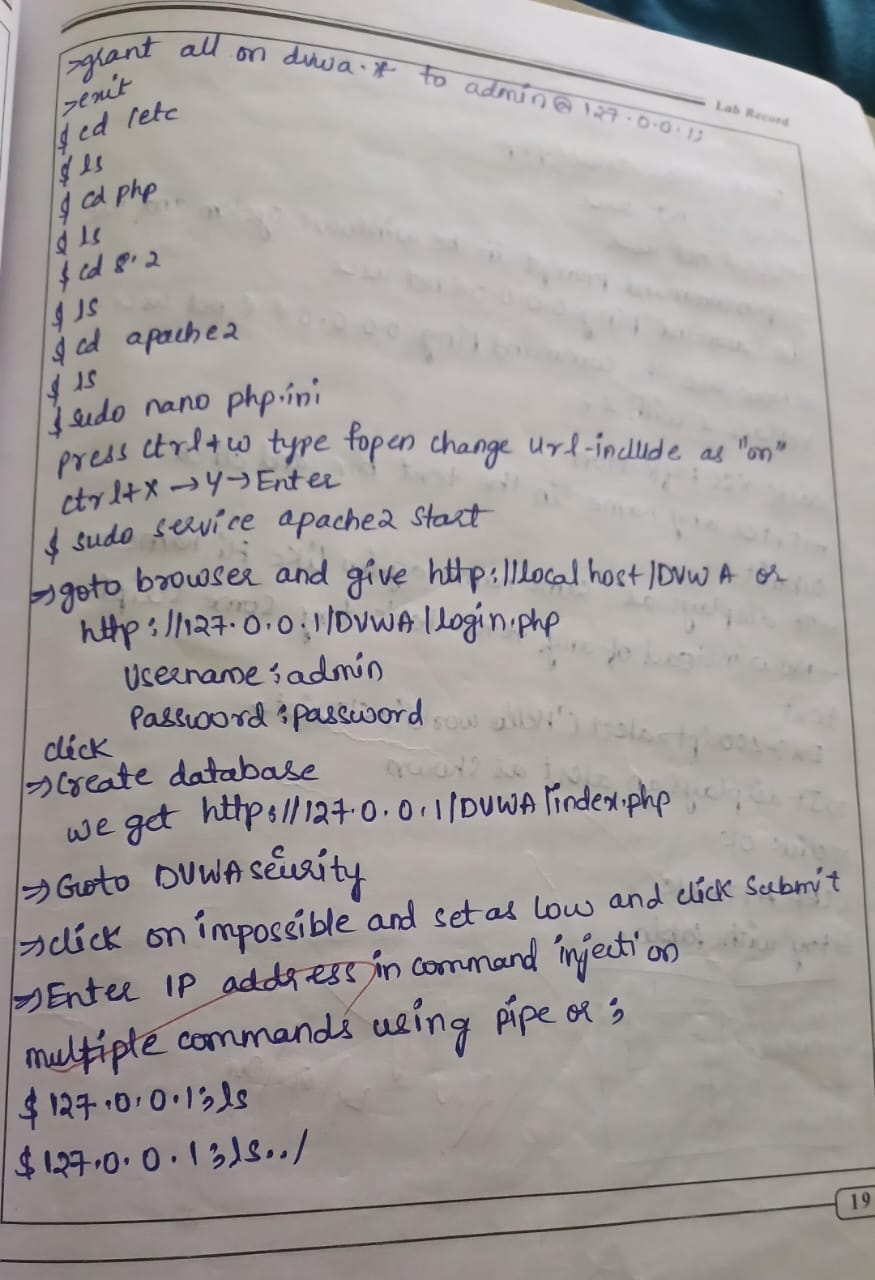 Lab Record
>grant all on dvwa.* to admin@127.0.0.1;
>exit
$ cd /etc
$ ls
$ cd php
$ ls
$ cd 8.2
$ ls
$ cd apache2
$ ls
$ sudo nano php.ini
press ctrl+w type fopen change url-include as "on"
ctrl+x → y → Enter
$ sudo service apache2 start
⇒ goto browser and give http://localhost/DVWA or
http://127.0.0.1/DVWA/login.php
Username : admin
Password : password
click
⇒ Create database
we get http://127.0.0.1/DVWA/index.php
⇒ Goto DVWA security
⇒ click on impossible and set as low and click submit
⇒ Enter IP address in command injection
multiple commands using pipe or ;
$ 127.0.0.1;ls
$ 127.0.0.1;ls../
19